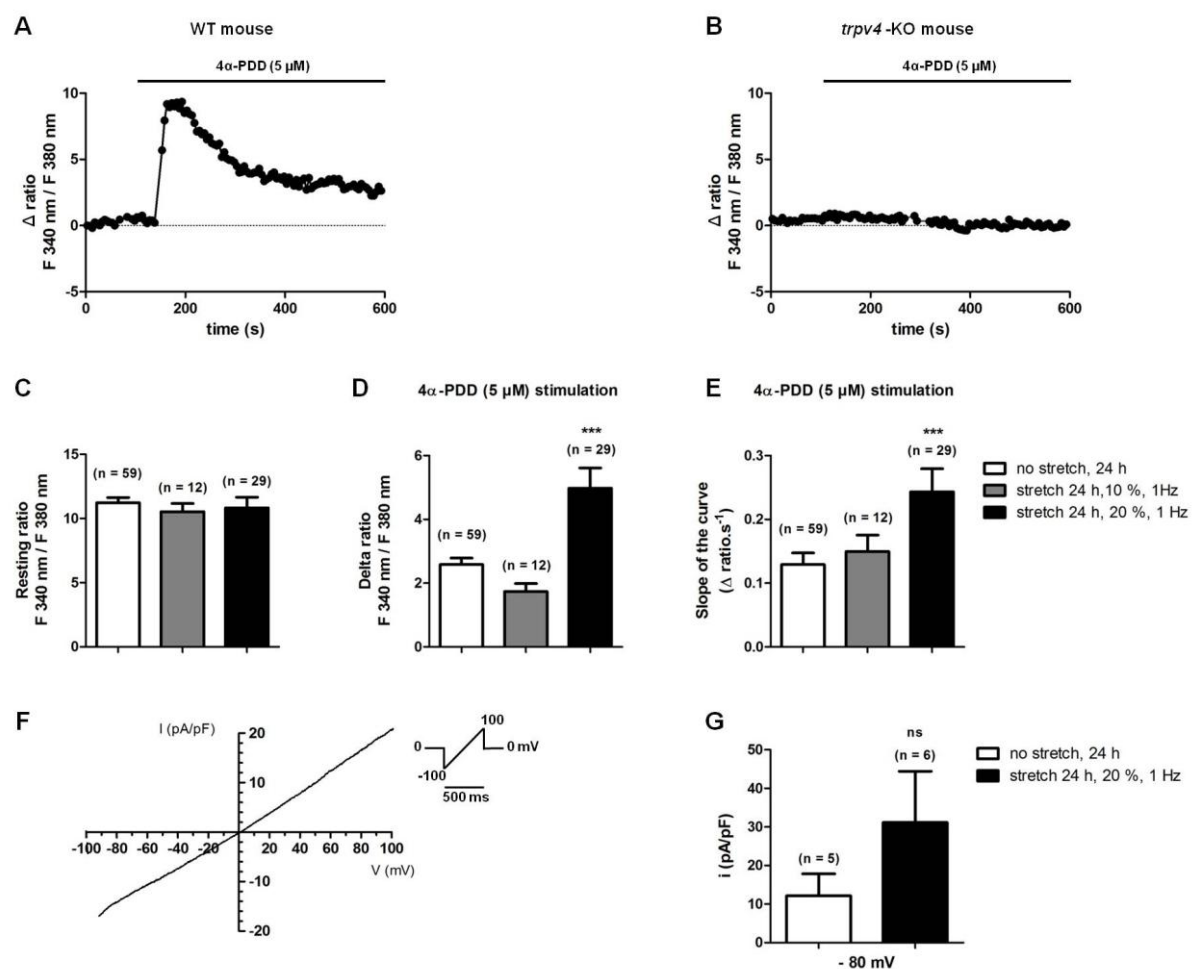 A
WT mouse
4α-PDD (5 µM)
Δ ratio
F 340 nm / F 380 nm
10
5
0
-5
0
200
400
600
time (s)
B
trpv4 -KO mouse
4α-PDD (5 µM)
Δ ratio
F 340 nm / F 380 nm
10
5
0
-5
0
200
400
600
time (s)
C
Resting ratio
F 340 nm / F 380 nm
15
10
5
0
(n = 59)
(n = 12)
(n = 29)
D
4α-PDD (5 µM) stimulation
Delta ratio
F 340 nm / F 380 nm
6
4
2
0
(n = 59)
(n = 12)
***
(n = 29)
E
4α-PDD (5 µM) stimulation
Slope of the curve
(Δ ratio.s-1)
0.3
0.2
0.1
0.0
(n = 59)
(n = 12)
***
(n = 29)
no stretch, 24 h
stretch 24 h,10 %, 1Hz
stretch 24 h, 20 %, 1 Hz
F
I (pA/pF)
20
10
-10
-20
-100 -80 -60 -40 -20 0 20 40 60 80 100
V (mV)
100
0
0 mV
-100
500 ms
G
i (pA/pF)
50
40
30
20
10
0
(n = 5)
ns
(n = 6)
- 80 mV
no stretch, 24 h
stretch 24 h, 20 %, 1 Hz